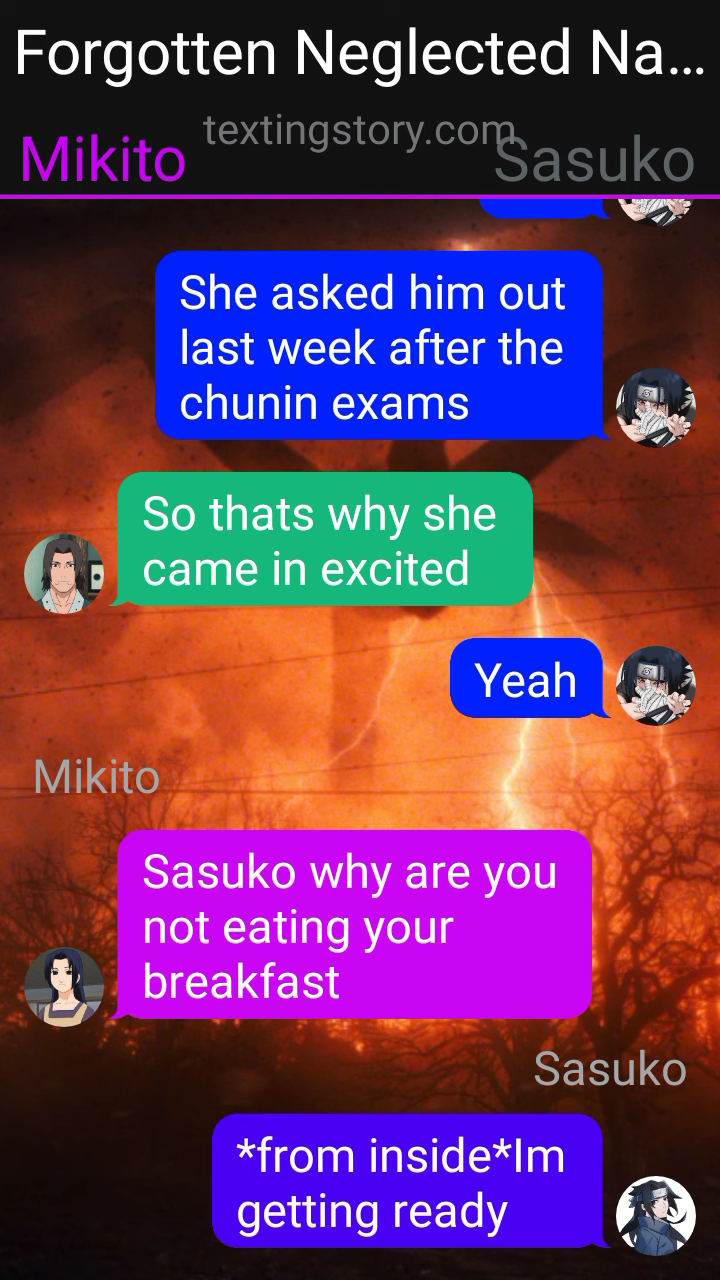 Forgotten Neglected Na...
textingstory.com
Mikito
Sasuko
She asked him out
last week after the
chunin exams
So thats why she
came in excited
Yeah
Mikito
Sasuko why are you
not eating your
breakfast
Sasuko
*from inside*Im
getting ready